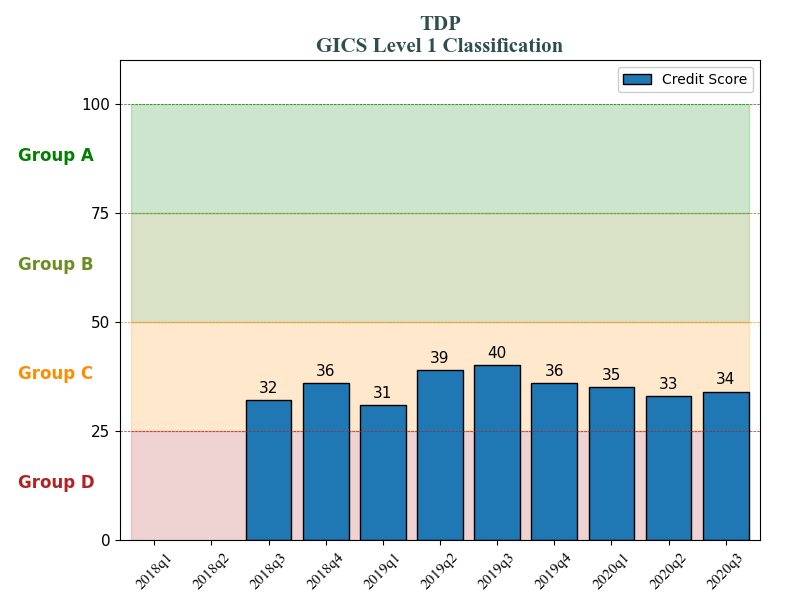 TDP
GICS Level 1 Classification
Credit Score
100
Group A
75
Group B
50
Group C
25
Group D
0
32
36
31
39
40
36
35
33
34
2018q1
2018q2
2018q3
2018q4
2019q1
2019q2
2019q3
2019q4
2020q1
2020q2
2020q3